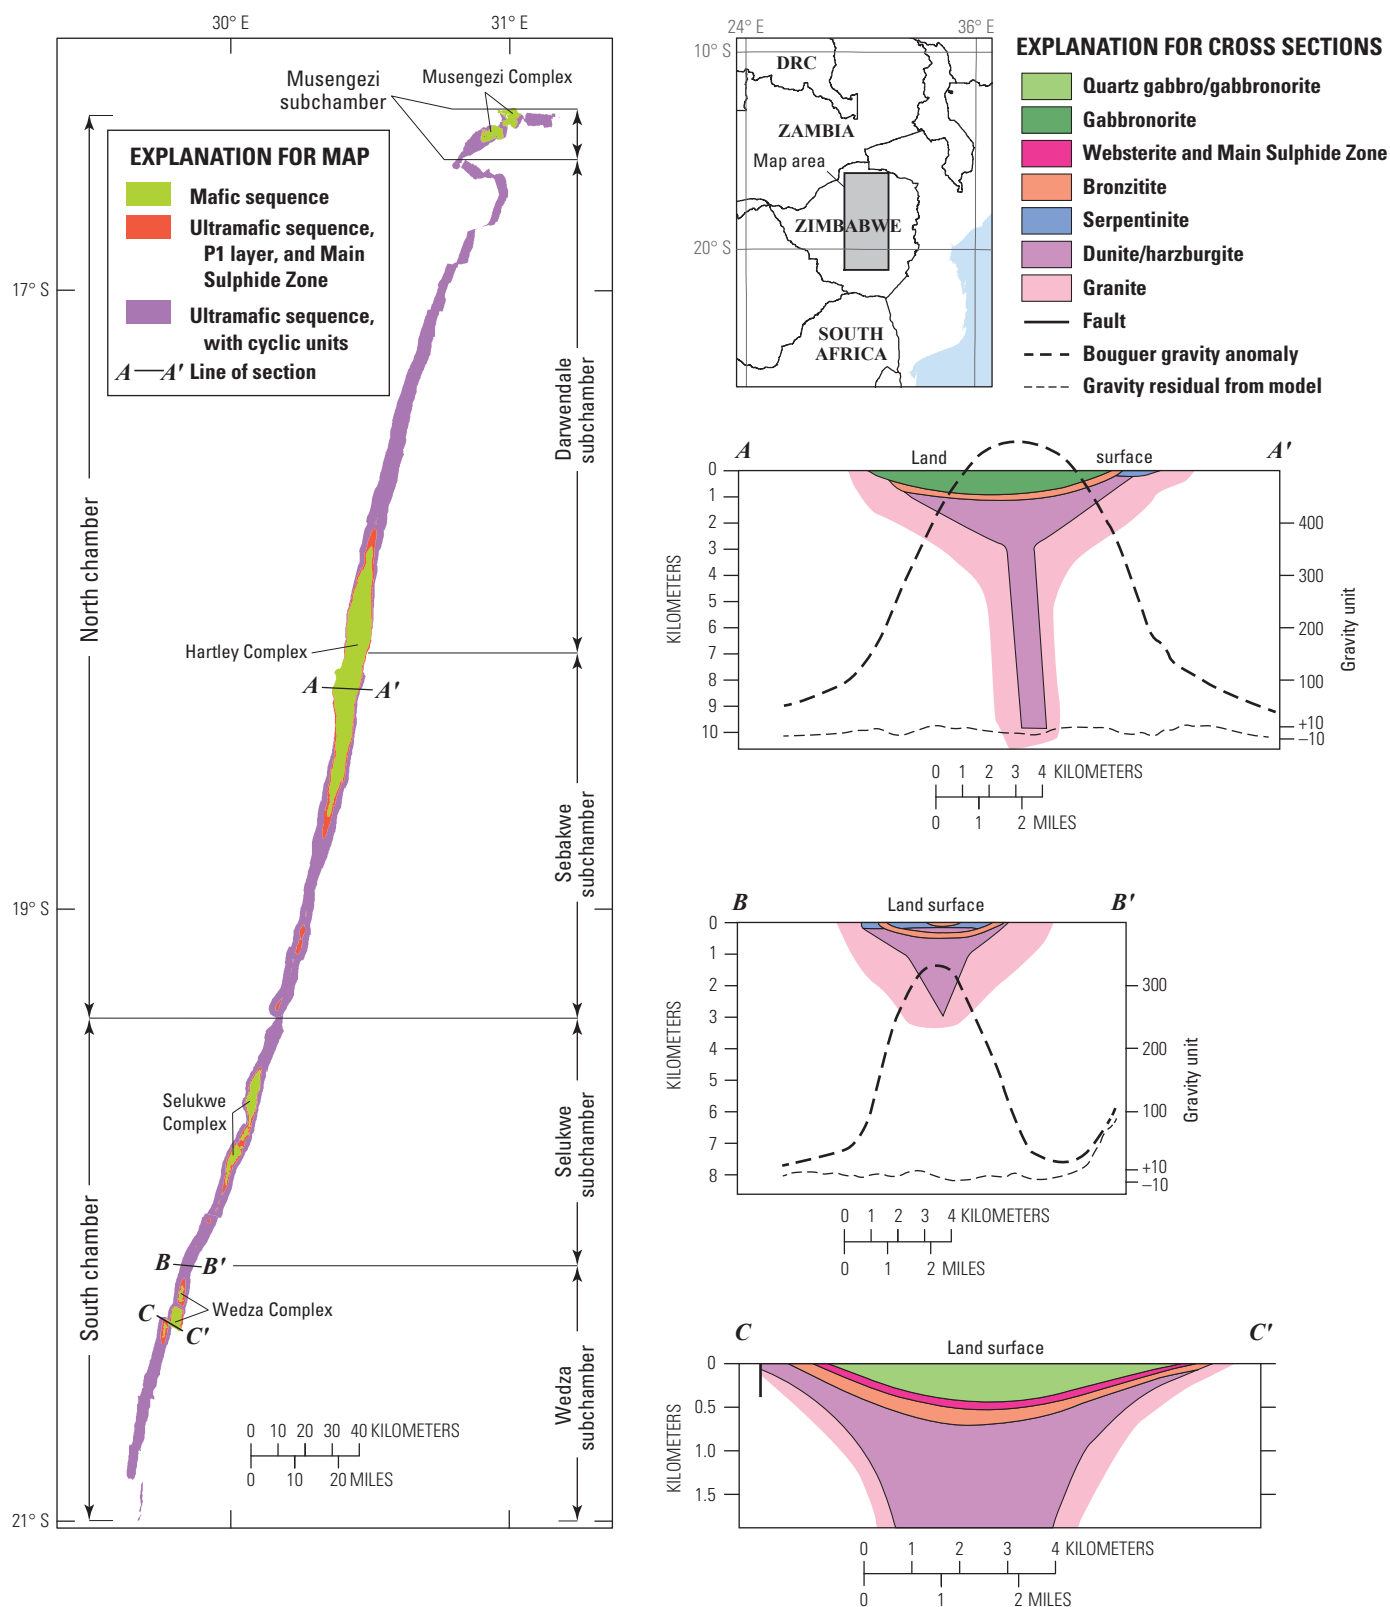 30° E
31° E
17° S
19° S
21° S
Musengezi
subchamber
Musengezi Complex
EXPLANATION FOR MAP
Mafic sequence
Ultramafic sequence,
P1 layer, and Main
Sulphide Zone
Ultramafic sequence,
with cyclic units
A—A' Line of section
North chamber
South chamber
Darwendale
subchamber
Hartley Complex
A
A'
Sebakwe
subchamber
Selukwe
Complex
Selukwe
subchamber
B
B'
Wedza Complex
C
C'
Wedza
subchamber
0 10 20 30 40 KILOMETERS
0 10 20 MILES
24° E
36° E
10° S
20° S
DRC
ZAMBIA
Map area
ZIMBABWE
SOUTH
AFRICA
EXPLANATION FOR CROSS SECTIONS
Quartz gabbro/gabbronorite
Gabbronorite
Websterite and Main Sulphide Zone
Bronzitite
Serpentinite
Dunite/harzburgite
Granite
Fault
Bouguer gravity anomaly
Gravity residual from model
A
Land surface
A'
0
1
2
3
4
5
6
7
8
9
10
KILOMETERS
400
300
200
100
+10
–10
Gravity unit
0 1 2 3 4 KILOMETERS
0 1 2 MILES
B
Land surface
B'
0
1
2
3
4
5
6
7
8
KILOMETERS
300
200
100
+10
–10
Gravity unit
0 1 2 3 4 KILOMETERS
0 1 2 MILES
C
Land surface
C'
0
0.5
1.0
1.5
KILOMETERS
0 1 2 3 4 KILOMETERS
0 1 2 MILES